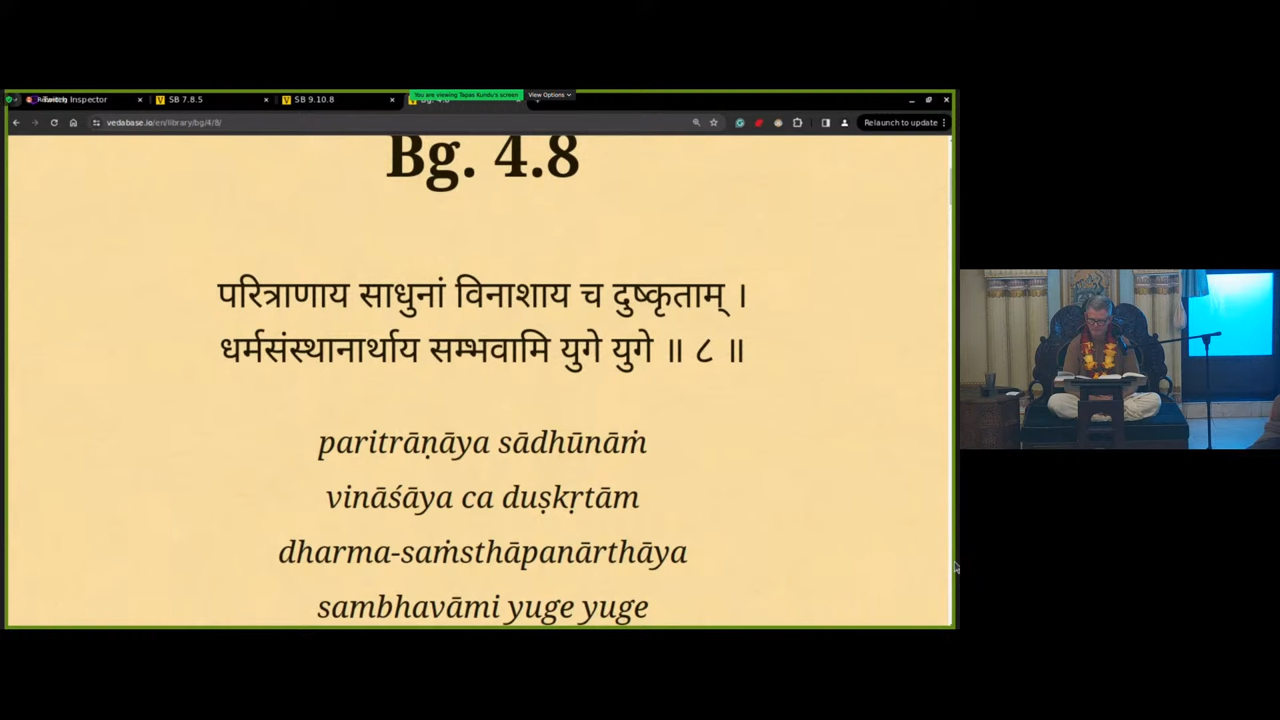 Twitch Inspector
SB 7.8.5
SB 9.10.8
You are viewing Tapas Kundu's screen
View Options
vedabase.io/en/library/bg/4/8/
Relaunch to update
Bg. 4.8
परित्राणाय साधुनां विनाशाय च दुष्कृताम् ।
धर्मसंस्थानार्थाय सम्भवामि युगे युगे ॥ ८ ॥
paritrāṇāya sādhūnāṁ
vināśāya ca duṣkṛtām
dharma-saṁsthāpanārthāya
sambhavāmi yuge yuge